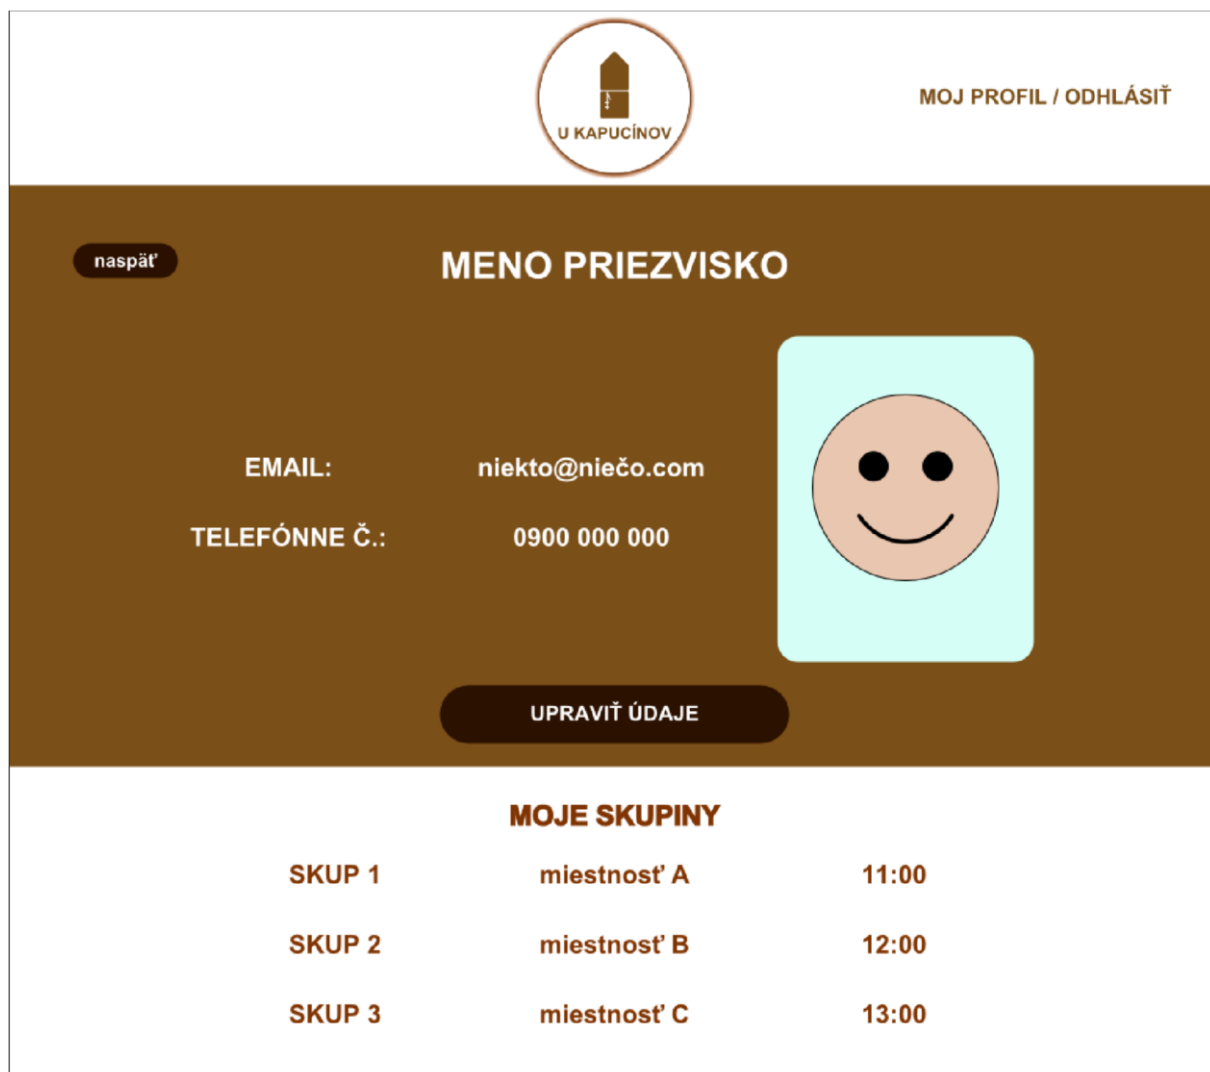 U KAPUCÍNOV
MOJ PROFIL / ODHLÁSIŤ
naspäť
MENO PRIEZVISKO
EMAIL: niekto@niečo.com
TELEFÓNNE Č.: 0900 000 000
UPRAVIŤ ÚDAJE
MOJE SKUPINY
SKUP 1 miestnosť A 11:00
SKUP 2 miestnosť B 12:00
SKUP 3 miestnosť C 13:00